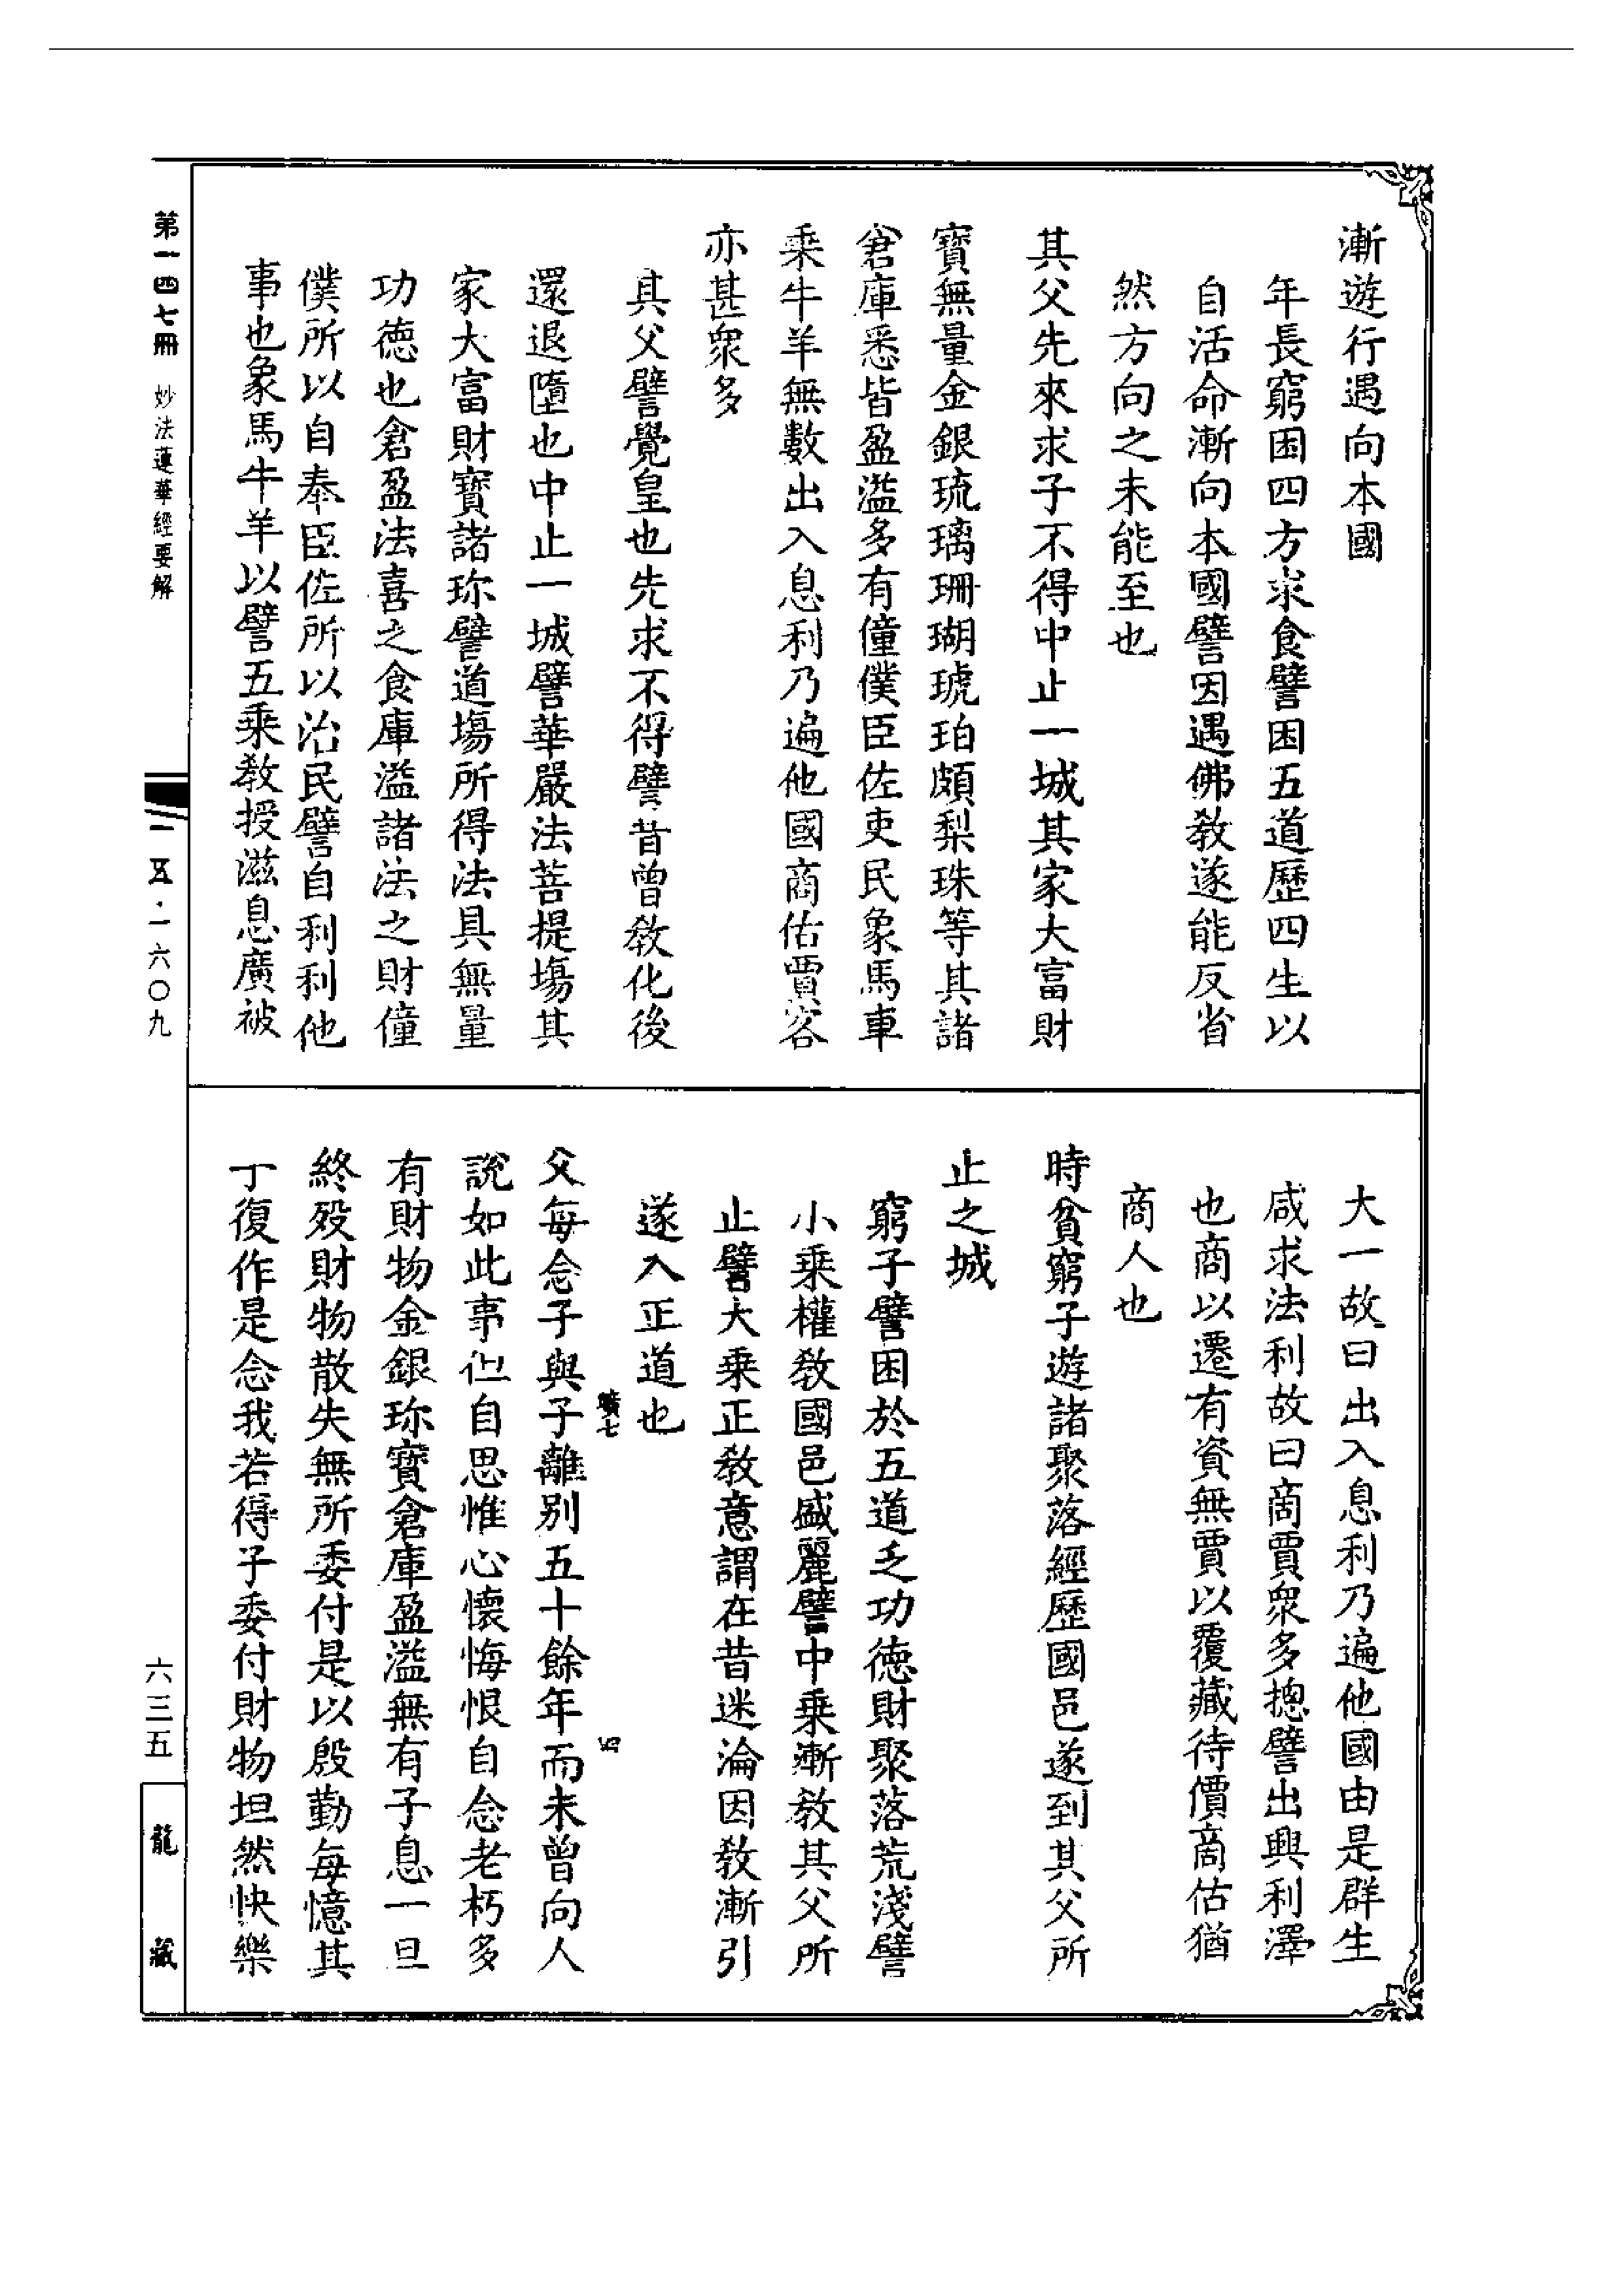 漸遊行遇向本國
年長窮困四方求食譬困五道歷四生以
自活命漸向本國譬因遇佛教遂能反省
然方向之未能至也
其父先來求子不得中止一城其家大富財
寶無量金銀琉璃珊瑚琥珀頗梨珠等其諸
倉庫悉皆盈溢多有僮僕臣佐吏民象馬車
乘牛羊無數出入息利乃遍他國商估賈客
亦甚衆多
其父譬覺皇也先求不得譬昔曾教化後
還退墮也中止一城譬華嚴法菩提場其
家大富財寶諸珎譬道場所得法具無量
功德也倉盈法喜之食庫溢諸法之財僮
僕所以自奉臣佐所以治民譬自利利他
事也象馬牛羊以譬五乘教授滋息廣被
大一故曰出入息利乃遍他國由是群生
咸求法利故曰商賈衆多摠譬出興利澤
也商以遷有資無賈以覆藏待價商估猶
商人也
時貧窮子遊諸聚落經歷國邑遂到其父所
止之城
窮子譬困於五道乏功德財聚落荒淺譬
小乘權教國邑盛麗譬中乘漸教其父所
止譬大乘正教意謂在昔迷淪因教漸引
遂入正道也
父每念子與子離別五十餘年而未曾向人
說如此事但自思惟心懷悔恨自念老朽多
有財物金銀珎寶倉庫盈溢無有子息一旦
終歿財物散失無所委付是以慇勤每憶其
子復作是念我若得子委付財物坦然快樂
第一四七冊 妙法蓮華經要解
一五·一六〇九
六三五
龍藏